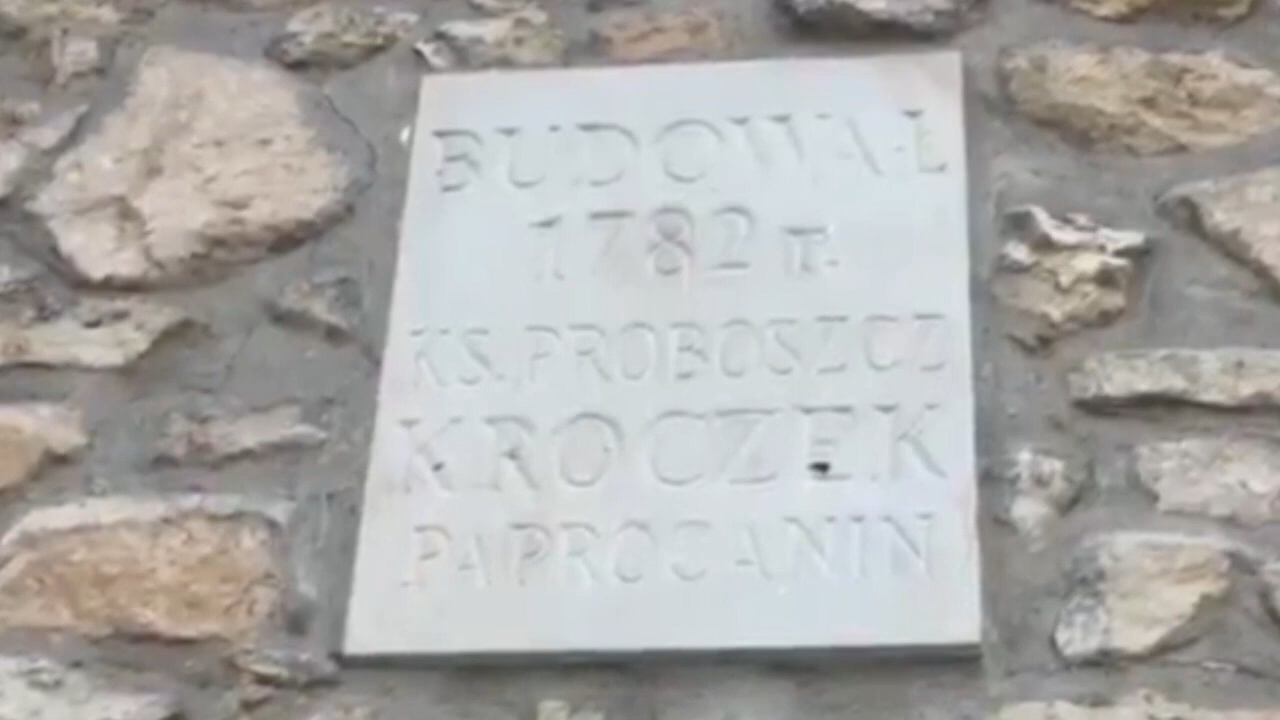 BUDOWAŁ
1782 r.
KS. PROBOSZCZ
KROCZEK
PAPROCANIN